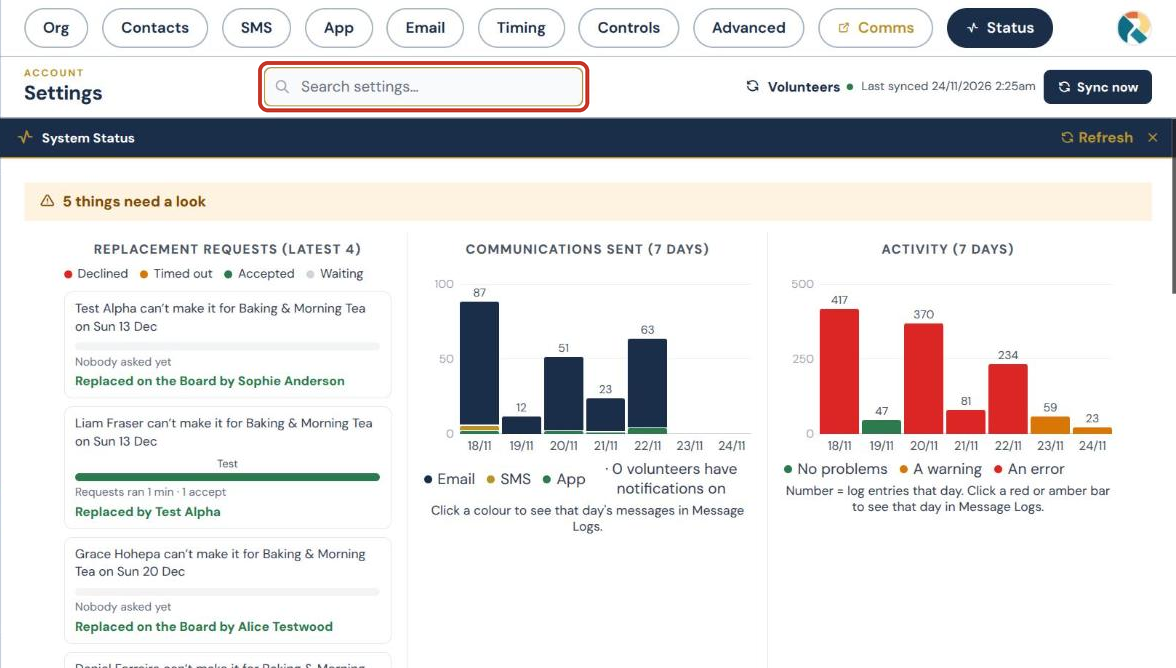 Org
Contacts
SMS
App
Email
Timing
Controls
Advanced
Comms
Status
ACCOUNT
Settings
Search settings...
Volunteers
Last synced 24/11/2026 2:25am
Sync now
System Status
Refresh
5 things need a look
REPLACEMENT REQUESTS (LATEST 4)
Declined
Timed out
Accepted
Waiting
Test Alpha can't make it for Baking & Morning Tea
on Sun 13 Dec
Nobody asked yet
Replaced on the Board by Sophie Anderson
Liam Fraser can't make it for Baking & Morning Tea
on Sun 13 Dec
Test
Requests ran 1 min · 1 accept
Replaced by Test Alpha
Grace Hohepa can't make it for Baking & Morning
Tea on Sun 20 Dec
Nobody asked yet
Replaced on the Board by Alice Testwood
COMMUNICATIONS SENT (7 DAYS)
100
50
0
87
12
51
23
63
18/11
19/11
20/11
21/11
22/11
23/11
24/11
Email
SMS
App
· 0 volunteers have
notifications on
Click a colour to see that day's messages in Message
Logs.
ACTIVITY (7 DAYS)
500
250
0
417
47
370
81
234
59
23
18/11
19/11
20/11
21/11
22/11
23/11
24/11
No problems
A warning
An error
Number = log entries that day. Click a red or amber bar
to see that day in Message Logs.